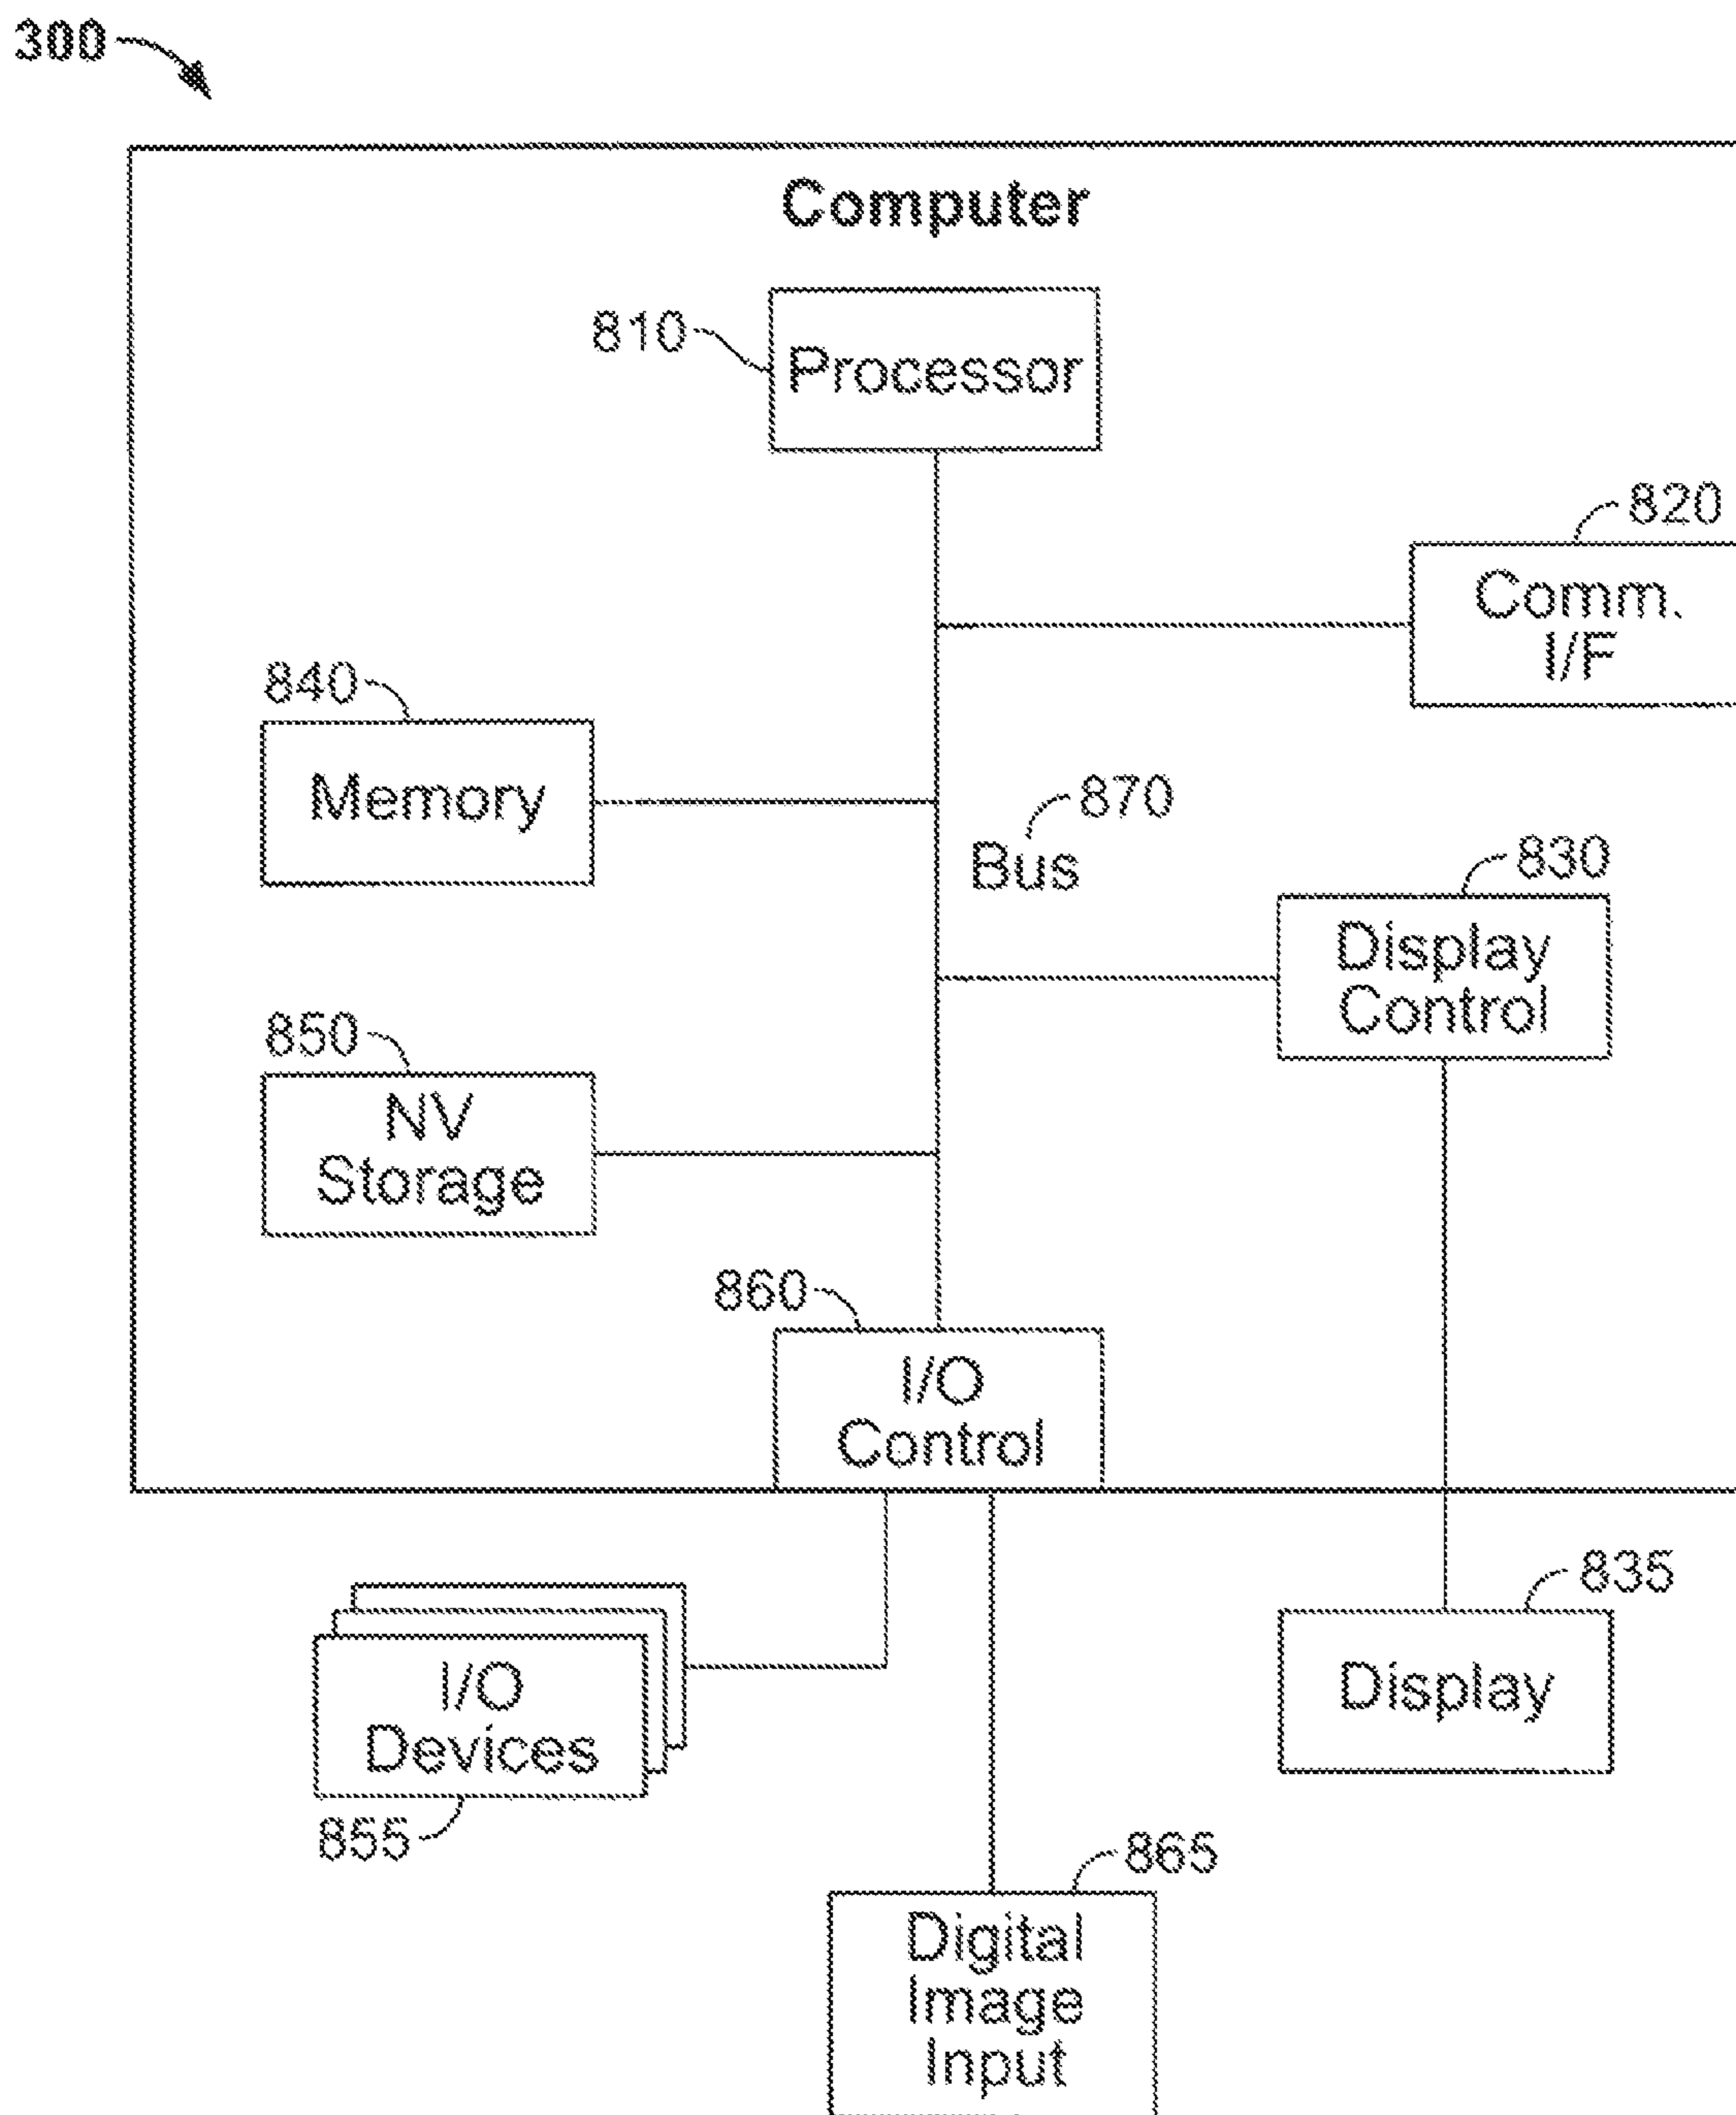 300
Computer
810
Processor
820
Comm.
I/F
840
Memory
870
Bus
830
Display
Control
850
NV
Storage
860
I/O
Control
835
Display
I/O
Devices
855
865
Digital
Image
Input